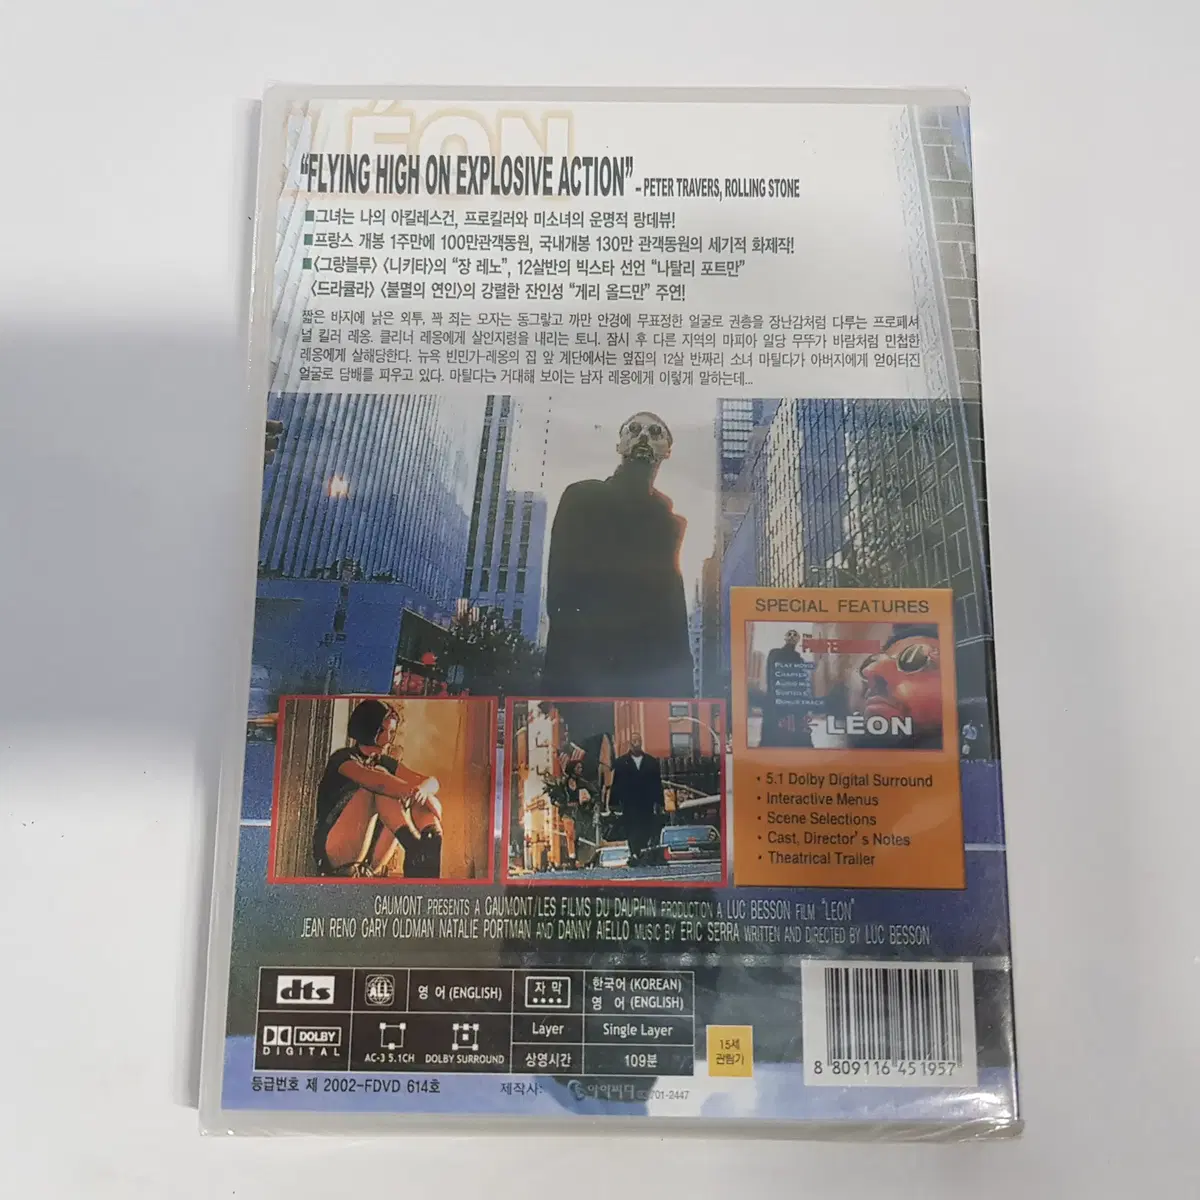 LÉON
“FLYING HIGH ON EXPLOSIVE ACTION” – PETER TRAVERS, ROLLING STONE
■그녀는 나의 아킬레스건, 프로킬러와 미소녀의 운명적 랑데뷰!
■프랑스 개봉 1주만에 100만관객동원, 국내개봉 130만 관객동원의 세기적 화제작!
■〈그랑블루〉〈니키타〉의 “장 레노”, 12살반의 빅스타 선언 “나탈리 포트만”
〈드라큘라〉〈불멸의 연인〉의 강렬한 잔인성 “게리 올드만” 주연!
짧은 바지에 낡은 외투, 꽉 죄는 모자는 동그랗고 까만 안경에 무표정한 얼굴로 권총을 장난감처럼 다루는 프로페셔
널 킬러 레옹. 클리너 레옹에게 살인지령을 내리는 토니. 잠시 후 다른 지역의 마피아 일당 무뚜가 바람처럼 민첩한
레옹에게 살해당한다. 뉴욕 빈민가-레옹의 집 앞 계단에서는 옆집의 12살 반짜리 소녀 마틸다가 아버지에게 얻어터진
얼굴로 담배를 피우고 있다. 마틸다는 거대해 보이는 남자 레옹에게 이렇게 말하는데...
SPECIAL FEATURES
PLAY MOVIE
CHAPTER
AUDIO
SUBTITLE
BONUS TRACK
레옹 LÉON
• 5.1 Dolby Digital Surround
• Interactive Menus
• Scene Selections
• Cast, Director's Notes
• Theatrical Trailer
GAUMONT PRESENTS A GAUMONT/LES FILMS DU DAUPHIN PRODUCTION A LUC BESSON FILM "LEON"
JEAN RENO GARY OLDMAN NATALIE PORTMAN AND DANNY AIELLO MUSIC BY ERIC SERRA WRITTEN AND DIRECTED BY LUC BESSON
dts ALL 영 어 (ENGLISH) 자 막 한국어 (KOREAN)
영 어 (ENGLISH)
DOLBY DIGITAL AC-3 5.1CH DOLBY SURROUND Layer Single Layer
상영시간 109분
15세
관람가
8 809116 451957
등급번호 제 2002-FDVD 614호 제작사: 아이씨디 701-2447